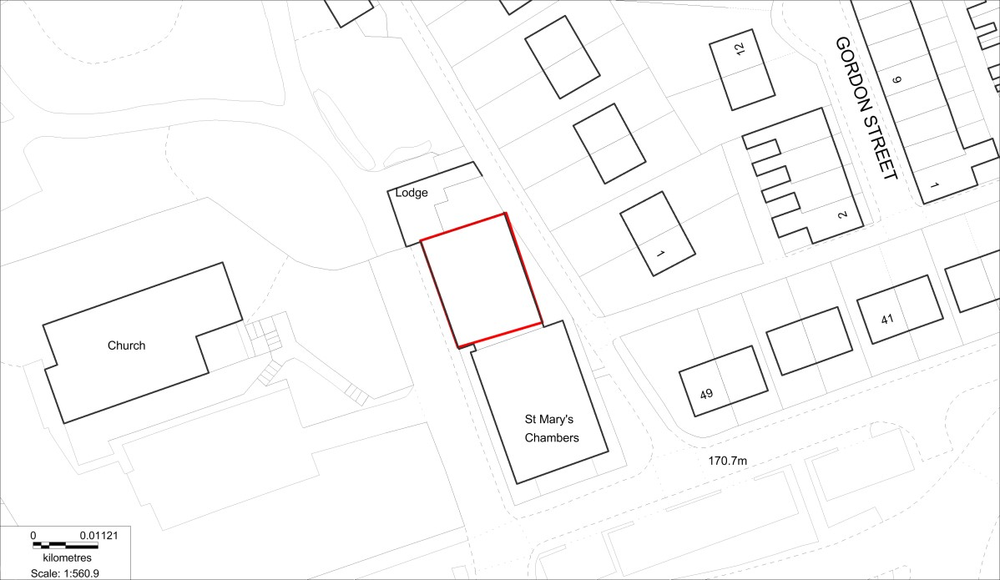 12
GORDON STREET
6
1
2
Lodge
1
41
Church
49
St Mary's
Chambers
170.7m
0 0.01121
kilometres
Scale: 1:560.9